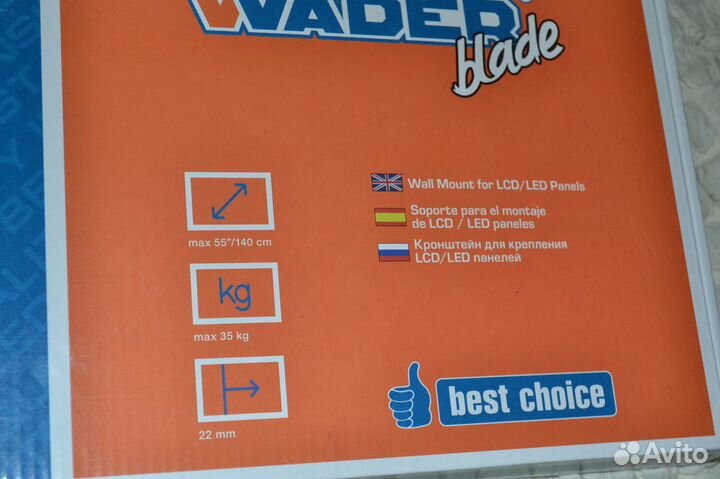 WADER
blade
max 55"/140 cm
kg
max 35 kg
22 mm
Wall Mount for LCD/LED Panels
Soporte para el montaje
de LCD / LED paneles
Кронштейн для крепления
LCD/LED панелей
best choice
Avito